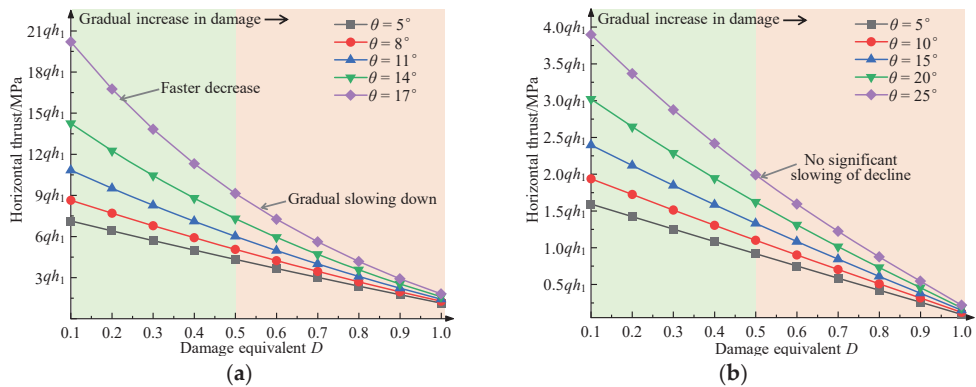 Gradual increase in damage →
21qh₁
18qh₁
15qh₁
12qh₁
9qh₁
6qh₁
3qh₁
Horizontal thrust/MPa
θ = 5°
θ = 8°
θ = 11°
θ = 14°
θ = 17°
Faster decrease
Gradual slowing down
0.1 0.2 0.3 0.4 0.5 0.6 0.7 0.8 0.9 1.0
Damage equivalent D
(a)
Gradual increase in damage →
4.0qh₁
3.5qh₁
3.0qh₁
2.5qh₁
2.0qh₁
1.5qh₁
1.0qh₁
0.5qh₁
Horizontal thrust/MPa
θ = 5°
θ = 10°
θ = 15°
θ = 20°
θ = 25°
No significant
slowing of decline
0.1 0.2 0.3 0.4 0.5 0.6 0.7 0.8 0.9 1.0
Damage equivalent D
(b)